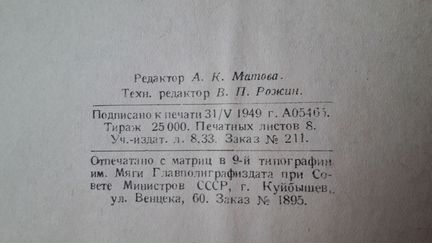 Редактор А. К. Матова.
Техн. редактор В. П. Рожин.
Подписано к печати 31/V 1949 г. А05465.
Тираж 25 000. Печатных листов 8.
Уч.-издат. л. 8,33. Заказ № 211.
Отпечатано с матриц в 9-й типографии
им. Мяги Главполиграфиздата при Со-
вете Министров СССР, г. Куйбышев,
ул. Венцека, 60. Заказ № 1895.